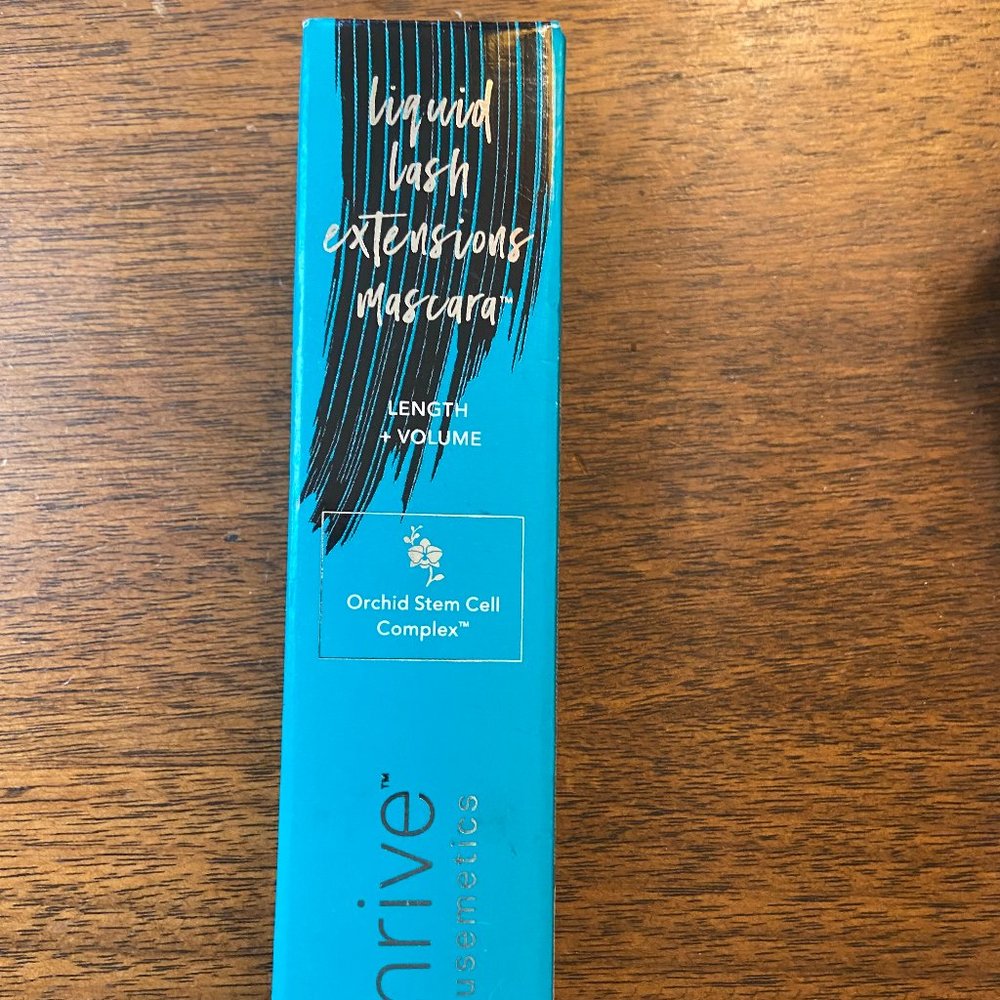 liquid
lash
extensions
mascara™
LENGTH
+ VOLUME
Orchid Stem Cell
Complex™
hrive™
usemetics